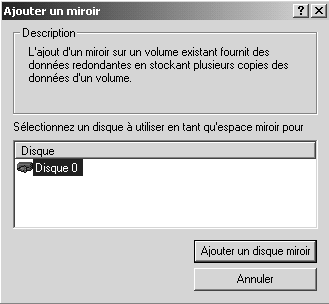 Ajouter un miroir
Description
L'ajout d'un miroir sur un volume existant fournit des
données redondantes en stockant plusieurs copies des
données d'un volume.
Sélectionnez un disque à utiliser en tant qu'espace miroir pour
Disque
Disque 0
Ajouter un disque miroir
Annuler